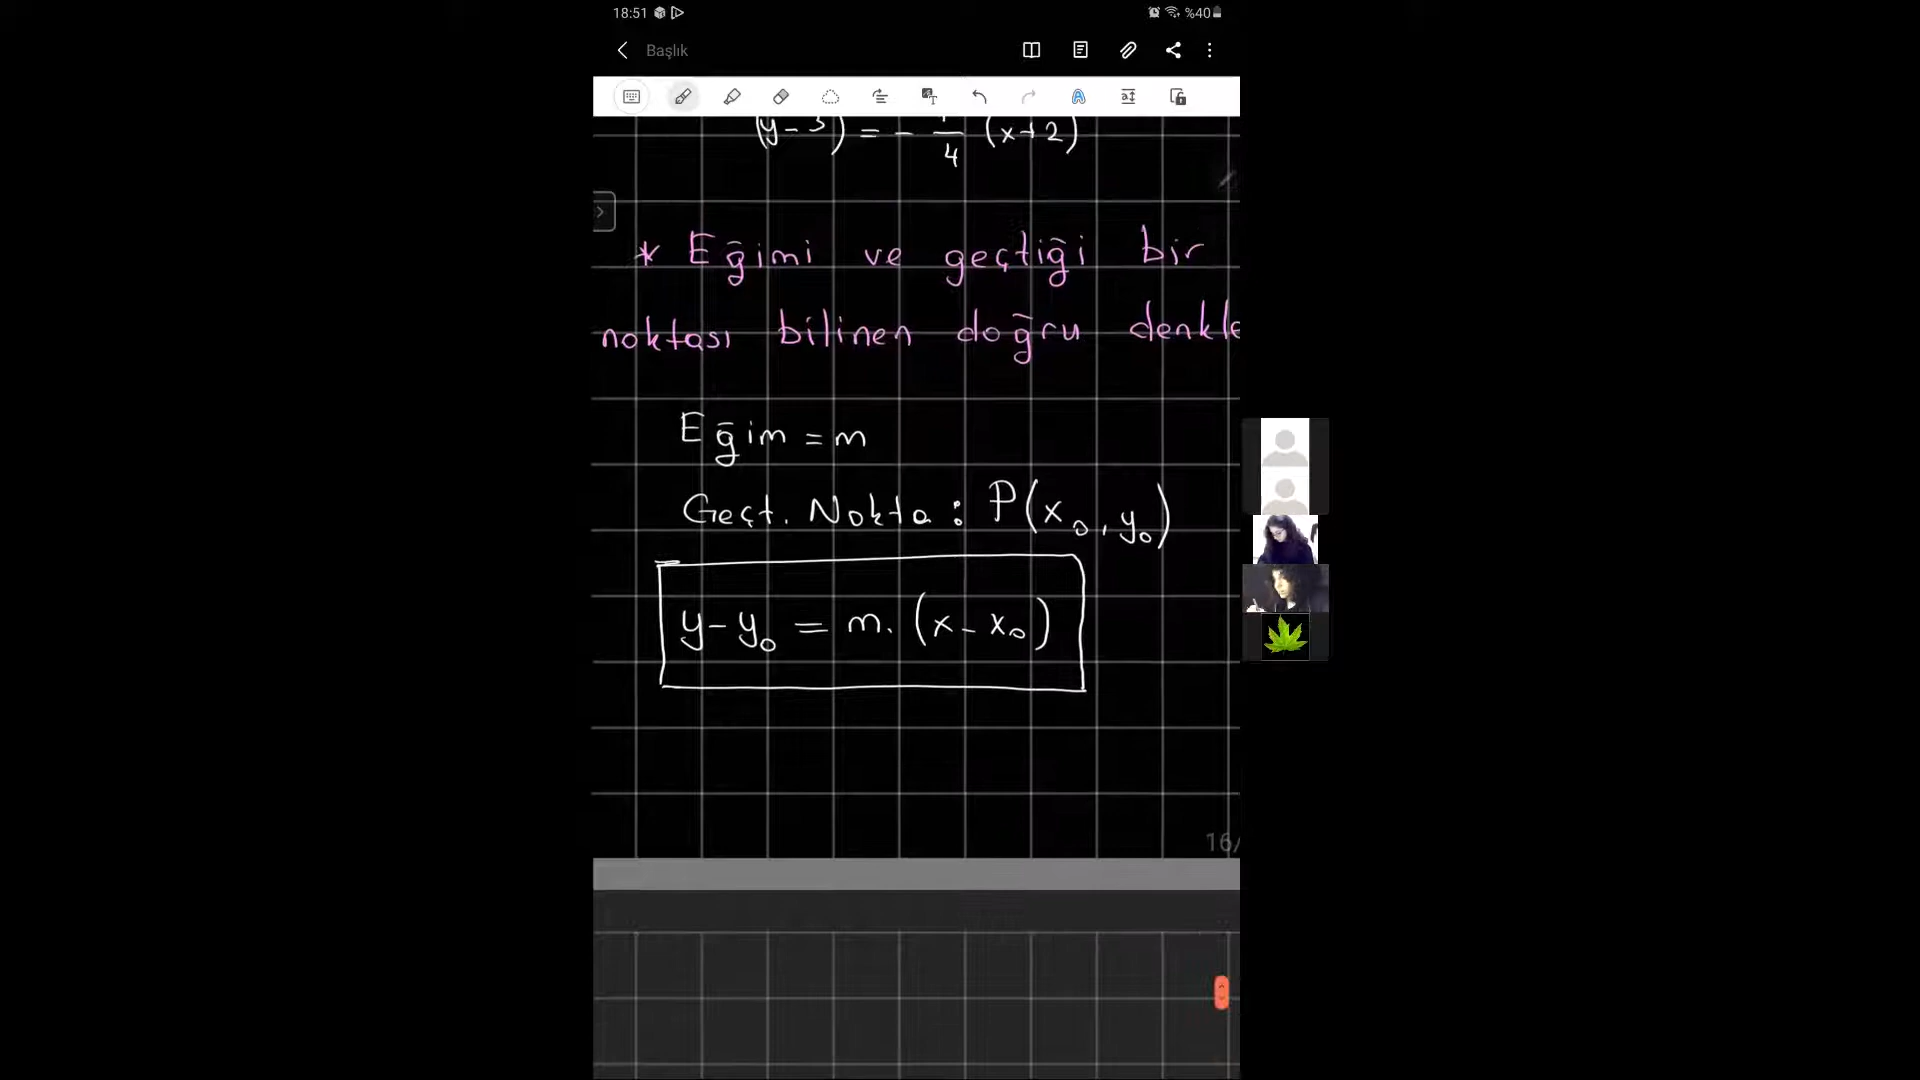 18:51 %40
Başlık
(y-3) = - — (x+2)
4
* Eğimi ve geçtiği bir
noktası bilinen doğru denkle
Eğim = m
Geçt. Nokta : P(x₀, y₀)
y-y₀ = m. (x-x₀)
16/